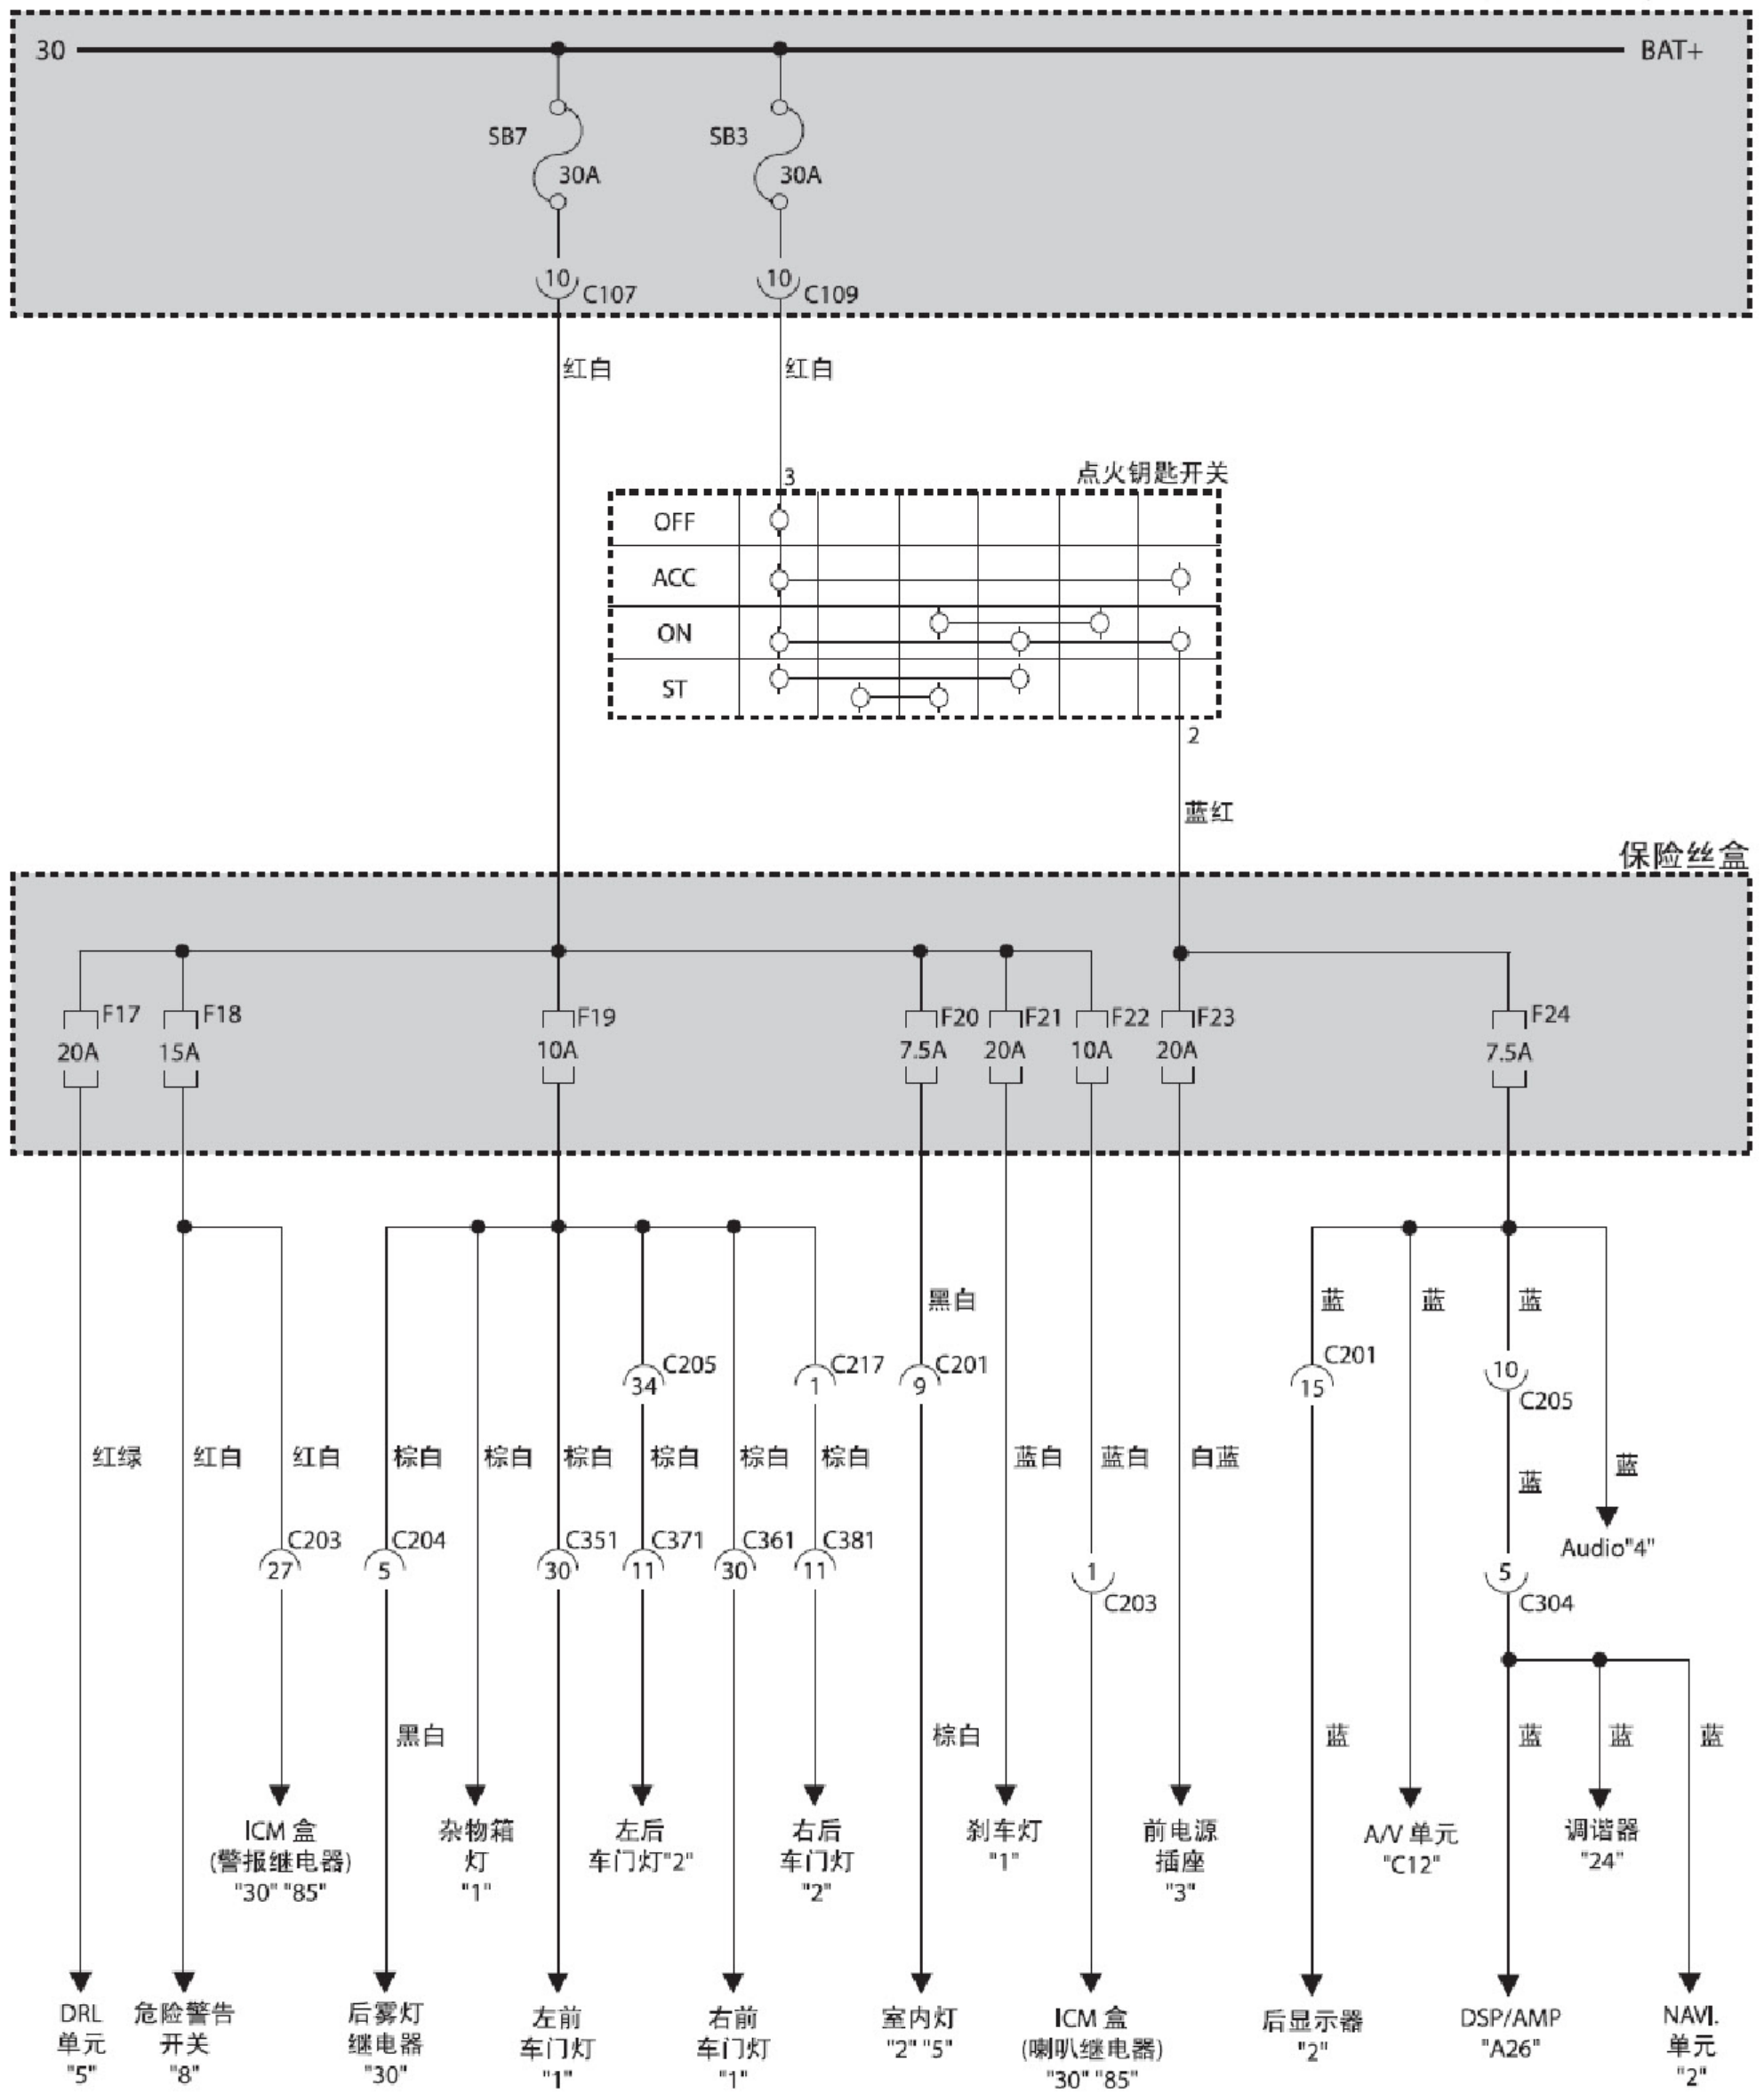 30
BAT+
SB7
30A
SB3
30A
10
C107
10
C109
红白
红白
点火钥匙开关
3
OFF
ACC
ON
ST
2
蓝红
保险丝盒
F17
20A
F18
15A
F19
10A
F20
7.5A
F21
20A
F22
10A
F23
20A
F24
7.5A
黑白
蓝
蓝
蓝
C205
34
C217
1
C201
9
C201
15
10
C205
红绿
红白
红白
棕白
棕白
棕白
棕白
棕白
棕白
蓝白
蓝白
白蓝
蓝
蓝
C203
27
C204
5
C351
30
C371
11
C361
30
C381
11
1
C203
Audio"4"
5
C304
黑白
棕白
蓝
蓝
蓝
蓝
ICM 盒
(警报继电器)
"30" "85"
杂物箱
灯
"1"
左后
车门灯"2"
右后
车门灯
"2"
刹车灯
"1"
前电源
插座
"3"
A/V 单元
"C12"
调谐器
"24"
DRL
单元
"5"
危险警告
开关
"8"
后雾灯
继电器
"30"
左前
车门灯
"1"
右前
车门灯
"1"
室内灯
"2" "5"
ICM 盒
(喇叭继电器)
"30" "85"
后显示器
"2"
DSP/AMP
"A26"
NAVI.
单元
"2"